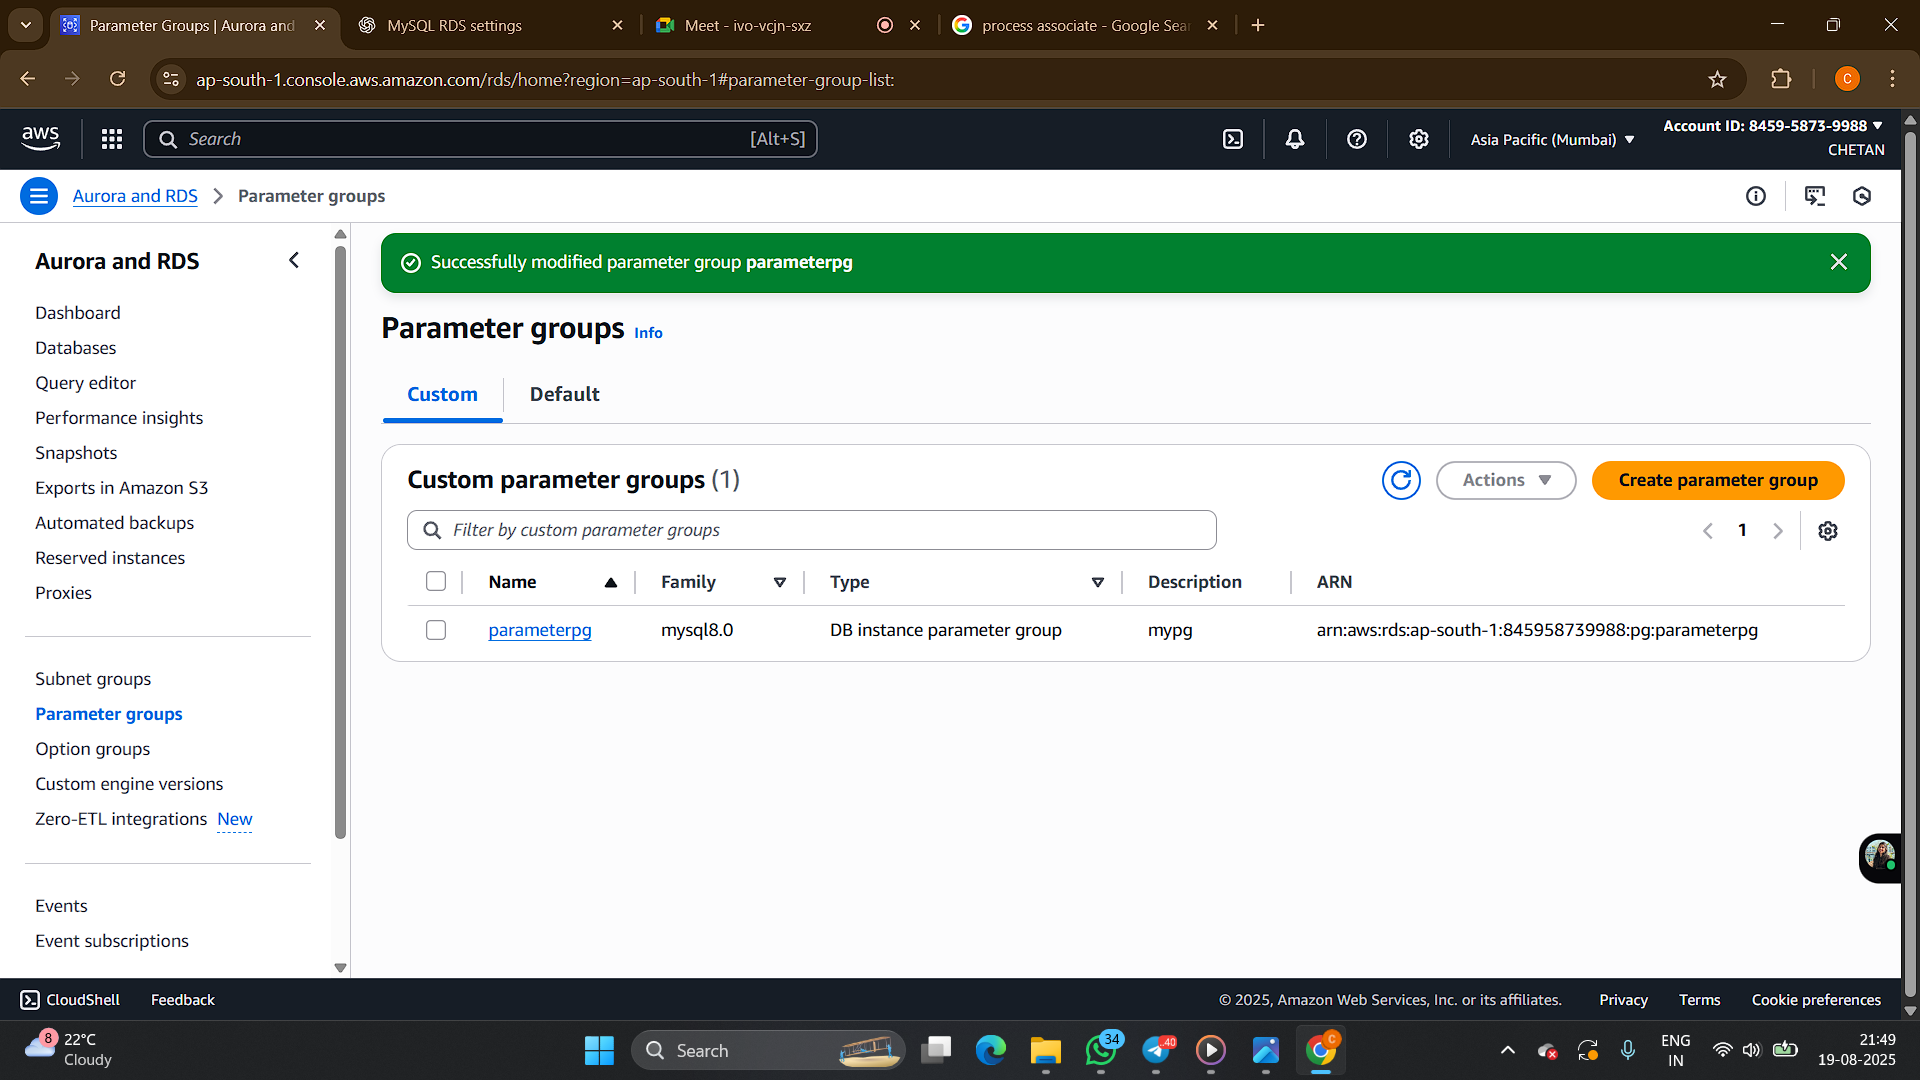 Parameter Groups | Aurora and
MySQL RDS settings
Meet - ivo-vcjn-sxz
process associate - Google Sear
ap-south-1.console.aws.amazon.com/rds/home?region=ap-south-1#parameter-group-list:
C
aws
Search
[Alt+S]
Asia Pacific (Mumbai)
Account ID: 8459-5873-9988
CHETAN
Aurora and RDS
Parameter groups
Aurora and RDS
Dashboard
Databases
Query editor
Performance insights
Snapshots
Exports in Amazon S3
Automated backups
Reserved instances
Proxies
Subnet groups
Parameter groups
Option groups
Custom engine versions
Zero-ETL integrations New
Events
Event subscriptions
Successfully modified parameter group parameterpg
Parameter groups Info
Custom
Default
Custom parameter groups (1)
Actions
Create parameter group
Filter by custom parameter groups
1
Name Family Type Description ARN
parameterpg mysql8.0 DB instance parameter group mypg arn:aws:rds:ap-south-1:845958739988:pg:parameterpg
CloudShell
Feedback
© 2025, Amazon Web Services, Inc. or its affiliates.
Privacy
Terms
Cookie preferences
8
22°C
Cloudy
Search
34
40
C
ENG
IN
21:49
19-08-2025